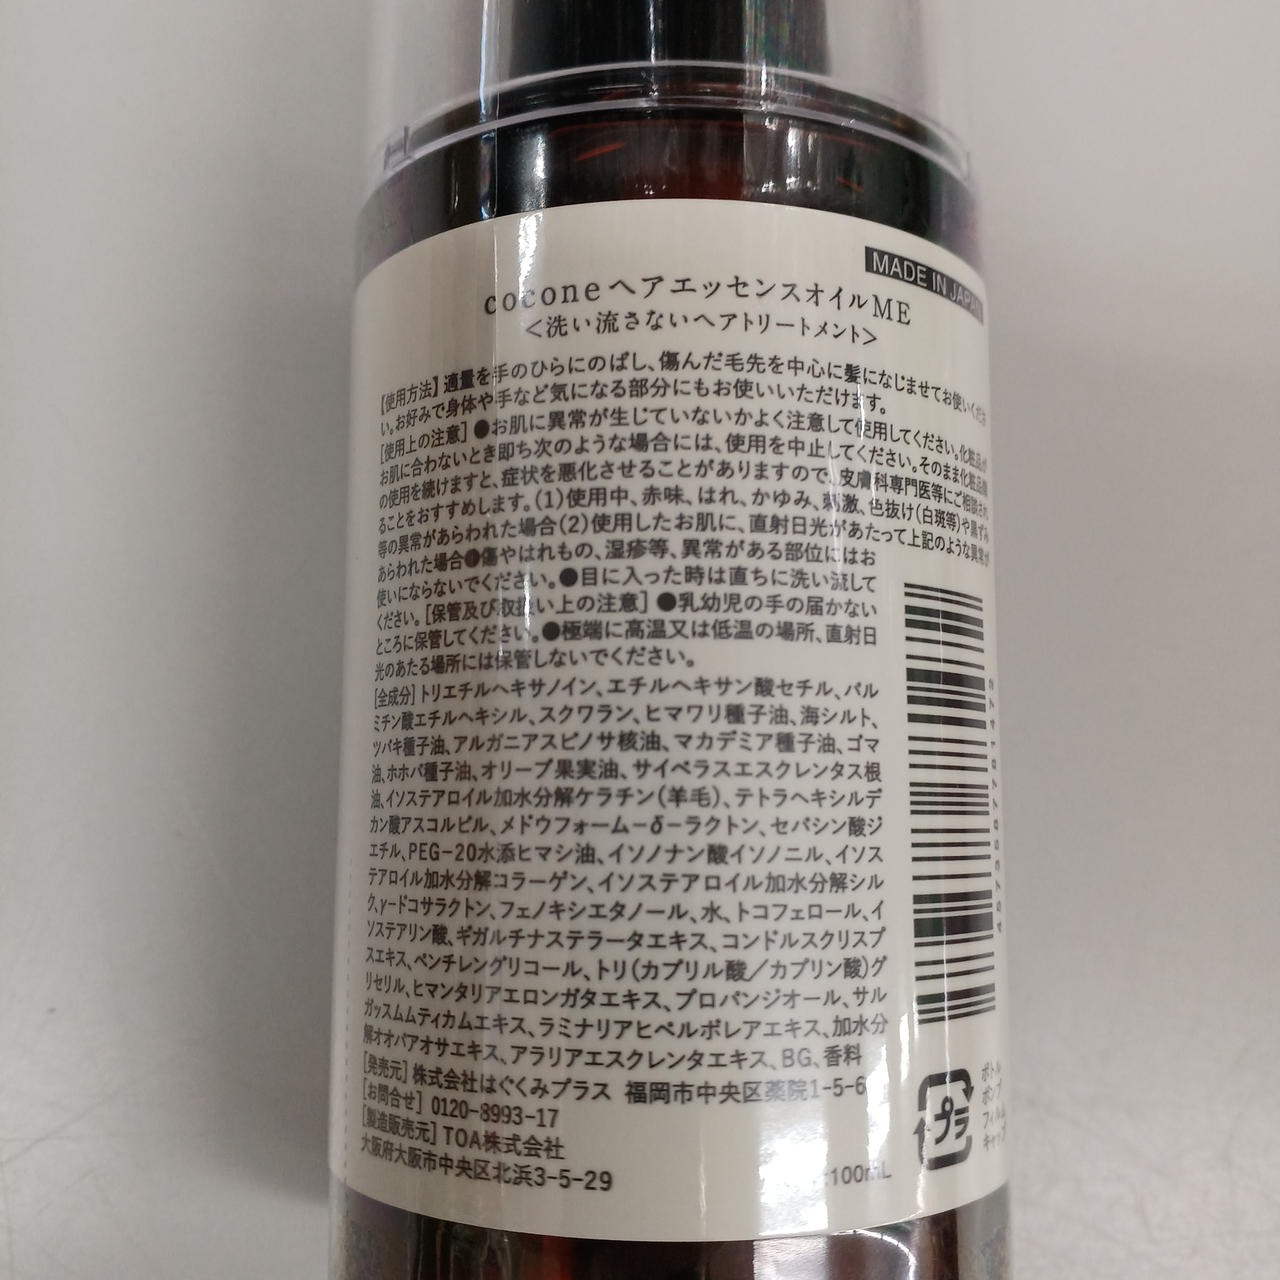 MADE IN JAPAN
coconeヘアエッセンスオイルME
<洗い流さないヘアトリートメント>
【使用方法】適量を手のひらにのばし、傷んだ毛先を中心に髪になじませてお使いくださ
い。お好みで身体や手など気になる部分にもお使いいただけます。
[使用上の注意]●お肌に異常が生じていないかよく注意して使用してください。化粧品が
お肌に合わないとき即ち次のような場合には、使用を中止してください。そのまま化粧品類
の使用を続けますと、症状を悪化させることがありますので、皮膚科専門医等にご相談され
ることをおすすめします。(1)使用中、赤味、はれ、かゆみ、刺激、色抜け(白斑等)や黒ずみ
等の異常があらわれた場合(2)使用したお肌に、直射日光があたって上記のような異常が
あらわれた場合●傷やはれもの、湿疹等、異常がある部位にはお
使いにならないでください。●目に入った時は直ちに洗い流して
ください。[保管及び取扱い上の注意]●乳幼児の手の届かない
ところに保管してください。●極端に高温又は低温の場所、直射日
光のあたる場所には保管しないでください。
[全成分]トリエチルヘキサノイン、エチルヘキサン酸セチル、パル
ミチン酸エチルヘキシル、スクワラン、ヒマワリ種子油、海シルト、
ツバキ種子油、アルガニアスピノサ核油、マカデミア種子油、ゴマ
油、ホホバ種子油、オリーブ果実油、サイペラスエスクレンタス根
油、イソステアロイル加水分解ケラチン(羊毛)、テトラヘキシルデ
カン酸アスコルビル、メドウフォーム-δ-ラクトン、セバシン酸ジ
エチル、PEG-20水添ヒマシ油、イソノナン酸イソノニル、イソス
テアロイル加水分解コラーゲン、イソステアロイル加水分解シル
ク、γ-ドコサラクトン、フェノキシエタノール、水、トコフェロール、イ
ソステアリン酸、ギガルチナステラータエキス、コンドルスクリスプ
スエキス、ペンチレングリコール、トリ(カプリル酸/カプリン酸)グ
リセリル、ヒマンタリアエロンガタエキス、プロパンジオール、サル
ガッスムムティカムエキス、ラミナリアヒペルボレアエキス、加水分
解オオバアオサエキス、アラリアエスクレンタエキス、BG、香料
[発売元]株式会社はぐくみプラス 福岡市中央区薬院1-5-6
[お問合せ]0120-8993-17
[製造販売元]TOA株式会社
大阪府大阪市中央区北浜3-5-29
100mL
プラ
ボトル
ポンプ
フィルム
キャッ